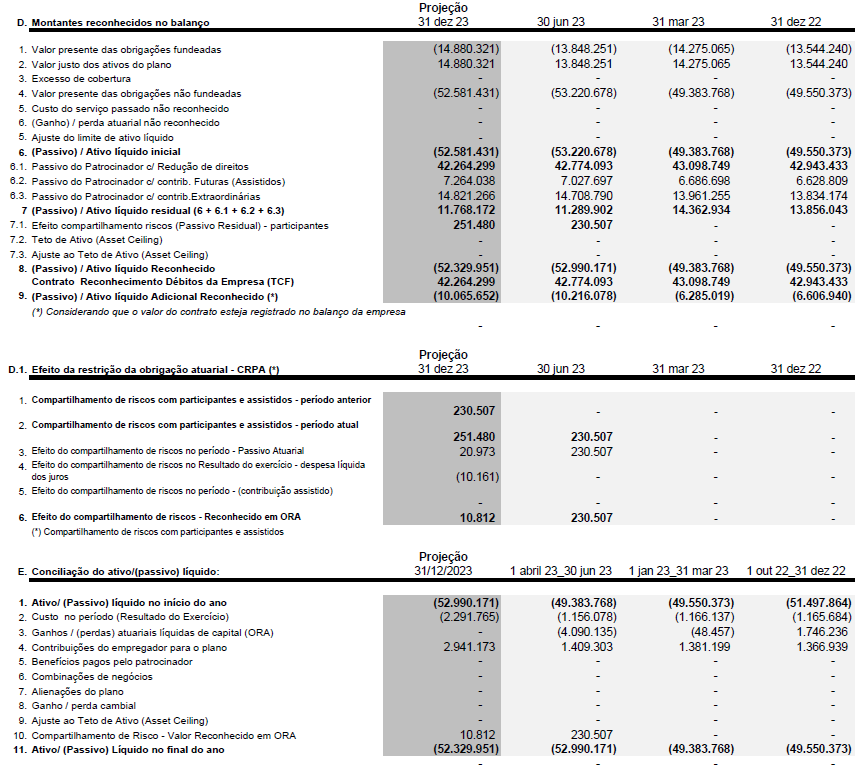 Projeção
D. Montantes reconhecidos no balanço 31 dez 23 30 jun 23 31 mar 23 31 dez 22
1. Valor presente das obrigações fundeadas (14.880.321) (13.848.251) (14.275.065) (13.544.240)
2. Valor justo dos ativos do plano 14.880.321 13.848.251 14.275.065 13.544.240
3. Excesso de cobertura - - - -
4. Valor presente das obrigações não fundeadas (52.581.431) (53.220.678) (49.383.768) (49.550.373)
5. Custo do serviço passado não reconhecido - - - -
6. (Ganho) / perda atuarial não reconhecido - - - -
5. Ajuste do limite de ativo líquido - - - -
6. (Passivo) / Ativo líquido inicial (52.581.431) (53.220.678) (49.383.768) (49.550.373)
6.1. Passivo do Patrocinador c/ Redução de direitos 42.264.299 42.774.093 43.098.749 42.943.433
6.2. Passivo do Patrocinador c/ contrib. Futuras (Assistidos) 7.264.038 7.027.697 6.686.698 6.628.809
6.3. Passivo do Patrocinador c/ contrib.Extraordinárias 14.821.266 14.708.790 13.961.255 13.834.174
7 (Passivo) / Ativo líquido residual (6 + 6.1 + 6.2 + 6.3) 11.768.172 11.289.902 14.362.934 13.856.043
7.1. Efeito compartilhamento riscos (Passivo Residual) - participantes 251.480 230.507 - -
7.2. Teto de Ativo (Asset Ceiling) - - - -
7.3. Ajuste ao Teto de Ativo (Asset Ceiling) - - - -
8. (Passivo) / Ativo líquido Reconhecido (52.329.951) (52.990.171) (49.383.768) (49.550.373)
Contrato Reconhecimento Débitos da Empresa (TCF) 42.264.299 42.774.093 43.098.749 42.943.433
9. (Passivo) / Ativo líquido Adicional Reconhecido (*) (10.065.652) (10.216.078) (6.285.019) (6.606.940)
(*) Considerando que o valor do contrato esteja registrado no balanço da empresa
- - - -
Projeção
D.1. Efeito da restrição da obrigação atuarial - CRPA (*) 31 dez 23 30 jun 23 31 mar 23 31 dez 22
1. Compartilhamento de riscos com participantes e assistidos - período anterior
230.507 - - -
2. Compartilhamento de riscos com participantes e assistidos - período atual
251.480 230.507 - -
3. Efeito do compartilhamento de riscos no período - Passivo Atuarial 20.973 230.507 - -
4. Efeito do compartilhamento de riscos no Resultado do exercício - despesa líquida
dos juros (10.161) - - -
5. Efeito do compartilhamento de riscos no período - (contribuição assistido)
- - - -
6. Efeito do compartilhamento de riscos - Reconhecido em ORA 10.812 230.507 - -
(*) Compartilhamento de riscos com participantes e assistidos
Projeção
E. Conciliação do ativo/(passivo) líquido: 31/12/2023 1 abril 23_30 jun 23 1 jan 23_31 mar 23 1 out 22_31 dez 22
1. Ativo/ (Passivo) líquido no início do ano (52.990.171) (49.383.768) (49.550.373) (51.497.864)
2. Custo no período (Resultado do Exercício) (2.291.765) (1.156.078) (1.166.137) (1.165.684)
3. Ganhos / (perdas) atuariais líquidas de capital (ORA) - (4.090.135) (48.457) 1.746.236
4. Contribuições do empregador para o plano 2.941.173 1.409.303 1.381.199 1.366.939
5. Benefícios pagos pelo patrocinador - - - -
6. Combinações de negócios - - - -
7. Alienações do plano - - - -
8. Ganho / perda cambial - - - -
9. Ajuste ao Teto de Ativo (Asset Ceiling) - - - -
10. Compartilhamento de Risco - Valor Reconhecido em ORA 10.812 230.507 - -
11. Ativo/ (Passivo) Líquido no final do ano (52.329.951) (52.990.171) (49.383.768) (49.550.373)
- - - -